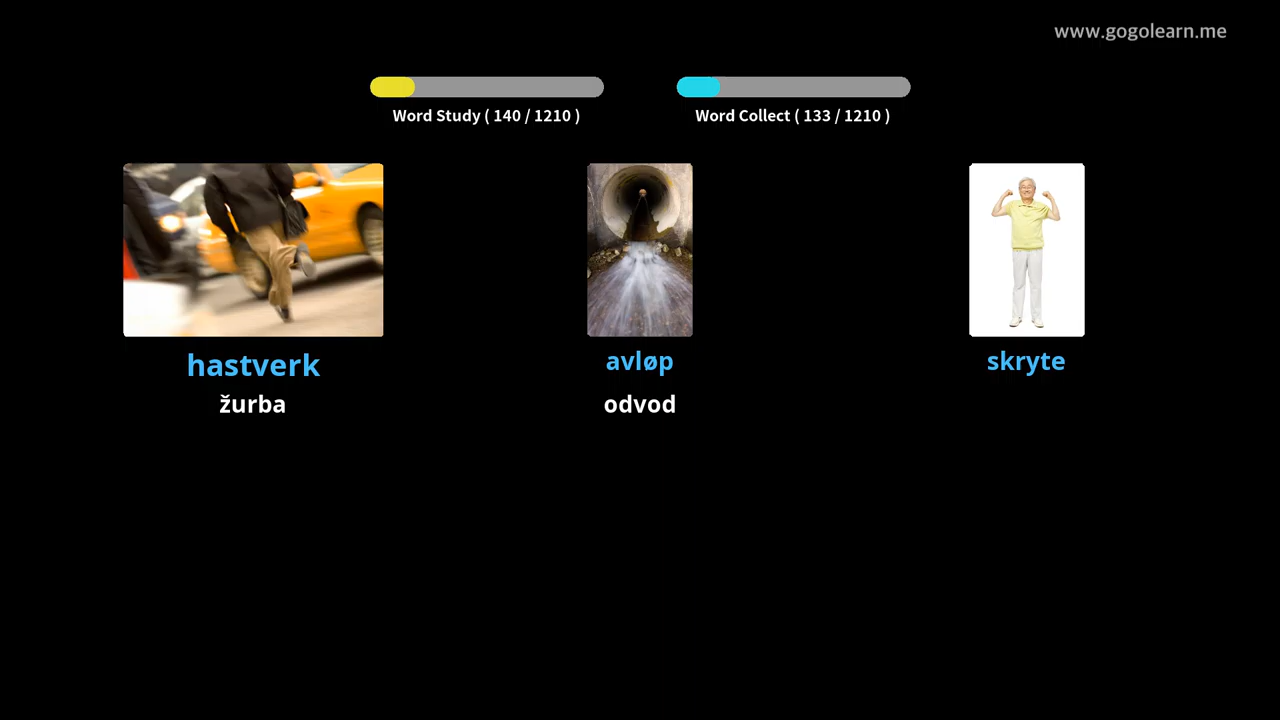 www.gogolearn.me
Word Study ( 140 / 1210 )
Word Collect ( 133 / 1210 )
hastverk
žurba
avløp
odvod
skryte